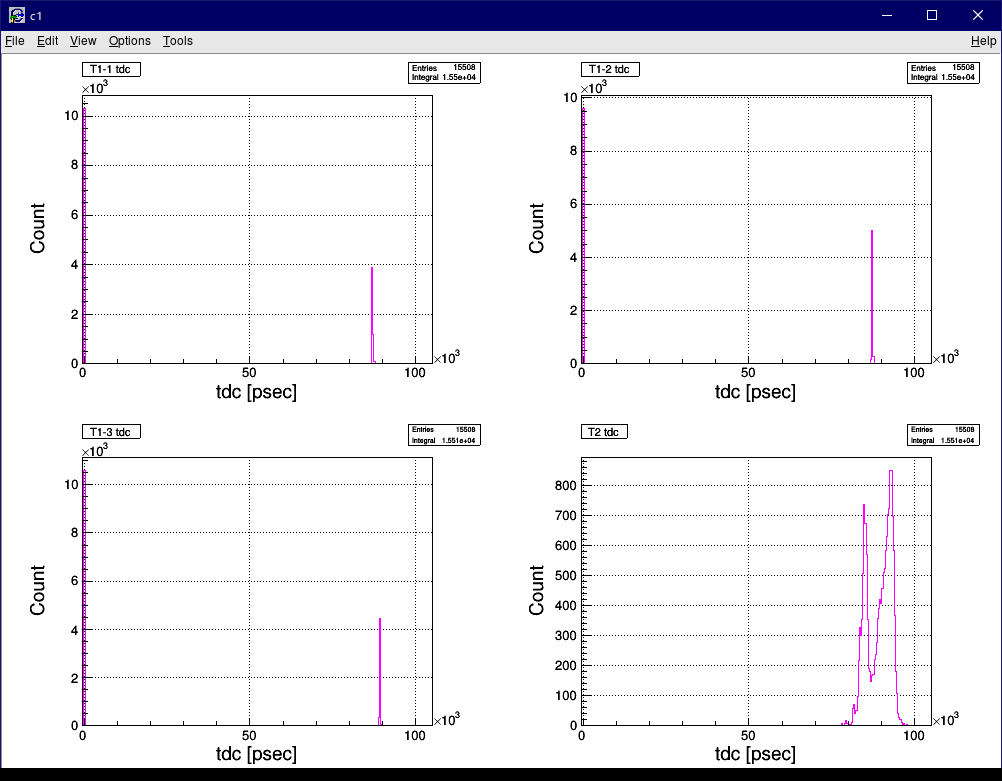 c1
File Edit View Options Tools Help
T1-1 tdc
Entries 15508
Integral 1.55e+04
×10³
10
8
6
4
2
0
Count
0 50 100 ×10³
tdc [psec]
T1-2 tdc
Entries 15508
Integral 1.55e+04
×10³
10
8
6
4
2
0
Count
0 50 100 ×10³
tdc [psec]
T1-3 tdc
Entries 15508
Integral 1.551e+04
×10³
10
8
6
4
2
0
Count
0 50 100 ×10³
tdc [psec]
T2 tdc
Entries 15508
Integral 1.551e+04
800
700
600
500
400
300
200
100
0
Count
0 50 100 ×10³
tdc [psec]